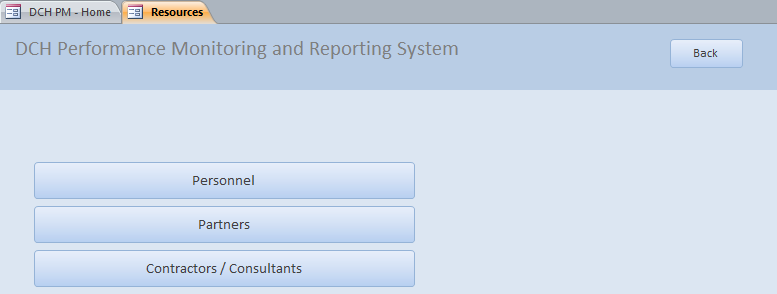 DCH PM - Home Resources
DCH Performance Monitoring and Reporting System
Back
Personnel
Partners
Contractors / Consultants